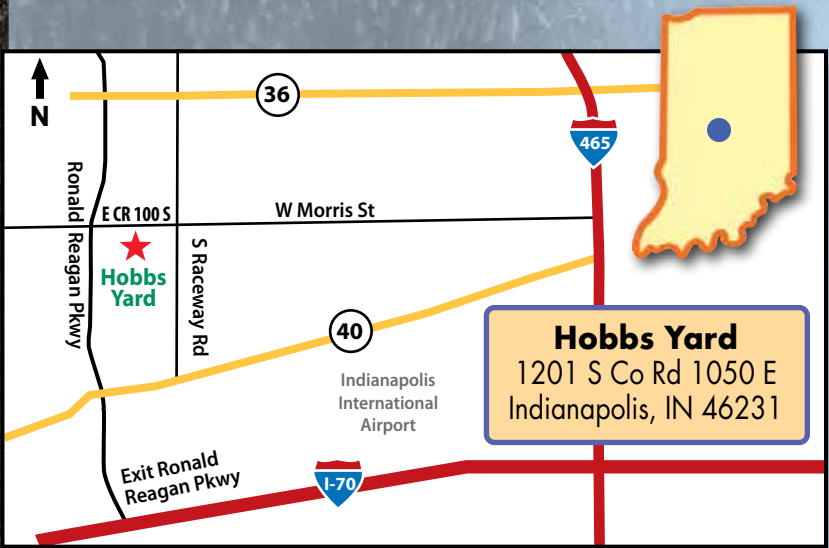 N
36
465
Ronald Reagan Pkwy
E CR 100 S
W Morris St
Hobbs
Yard
S Raceway Rd
40
Indianapolis
International
Airport
Hobbs Yard
1201 S Co Rd 1050 E
Indianapolis, IN 46231
Exit Ronald
Reagan Pkwy
I-70